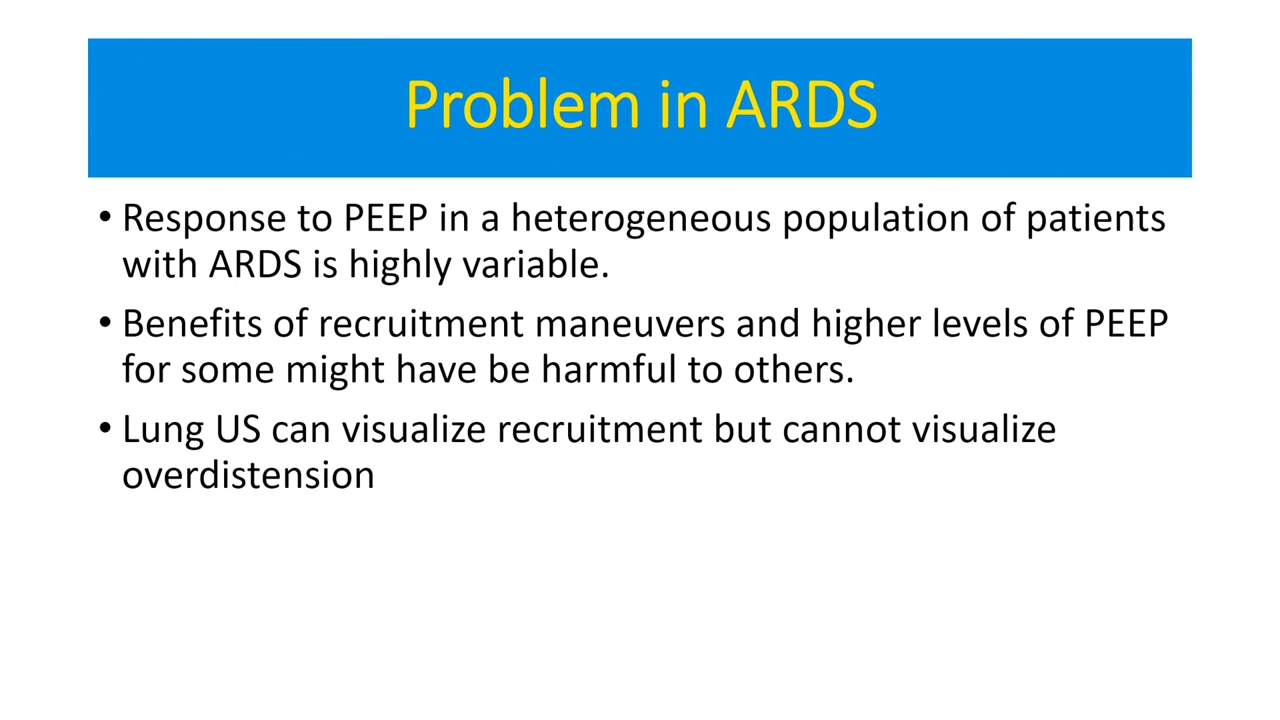 Problem in ARDS
• Response to PEEP in a heterogeneous population of patients
with ARDS is highly variable.
• Benefits of recruitment maneuvers and higher levels of PEEP
for some might have be harmful to others.
• Lung US can visualize recruitment but cannot visualize
overdistension